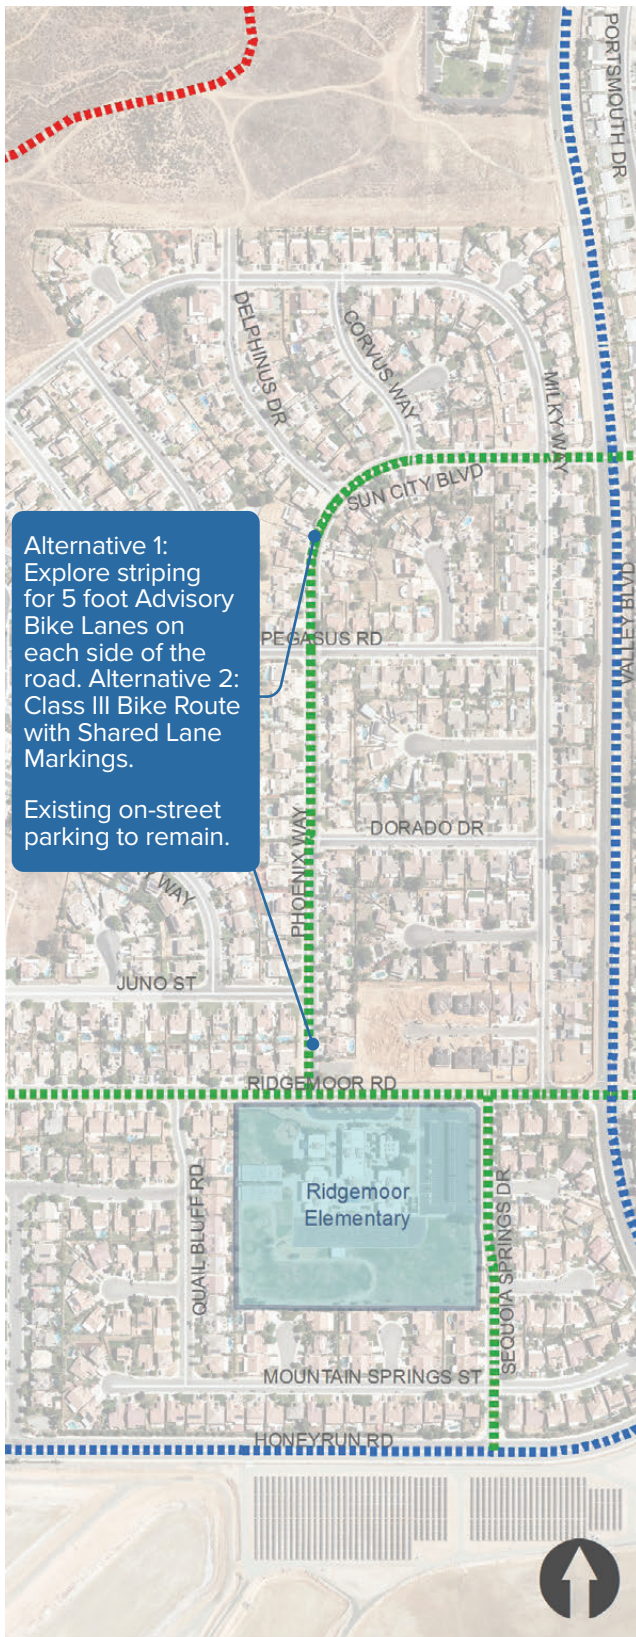 PORTSMOUTH DR
DELPHINUS DR
CORVUS WAY
MILKY WAY
SUN CITY BLVD
Alternative 1:
Explore striping
for 5 foot Advisory
Bike Lanes on
each side of the
road. Alternative 2:
Class III Bike Route
with Shared Lane
Markings.
Existing on-street
parking to remain.
PEGASUS RD
VALLEY BLVD
DORADO DR
PHOENIX WAY
WAY
JUNO ST
RIDGEMOOR RD
Ridgemoor
Elementary
QUAIL BLUFF RD
SEQUOIA SPRINGS DR
MOUNTAIN SPRINGS ST
HONEYRUN RD